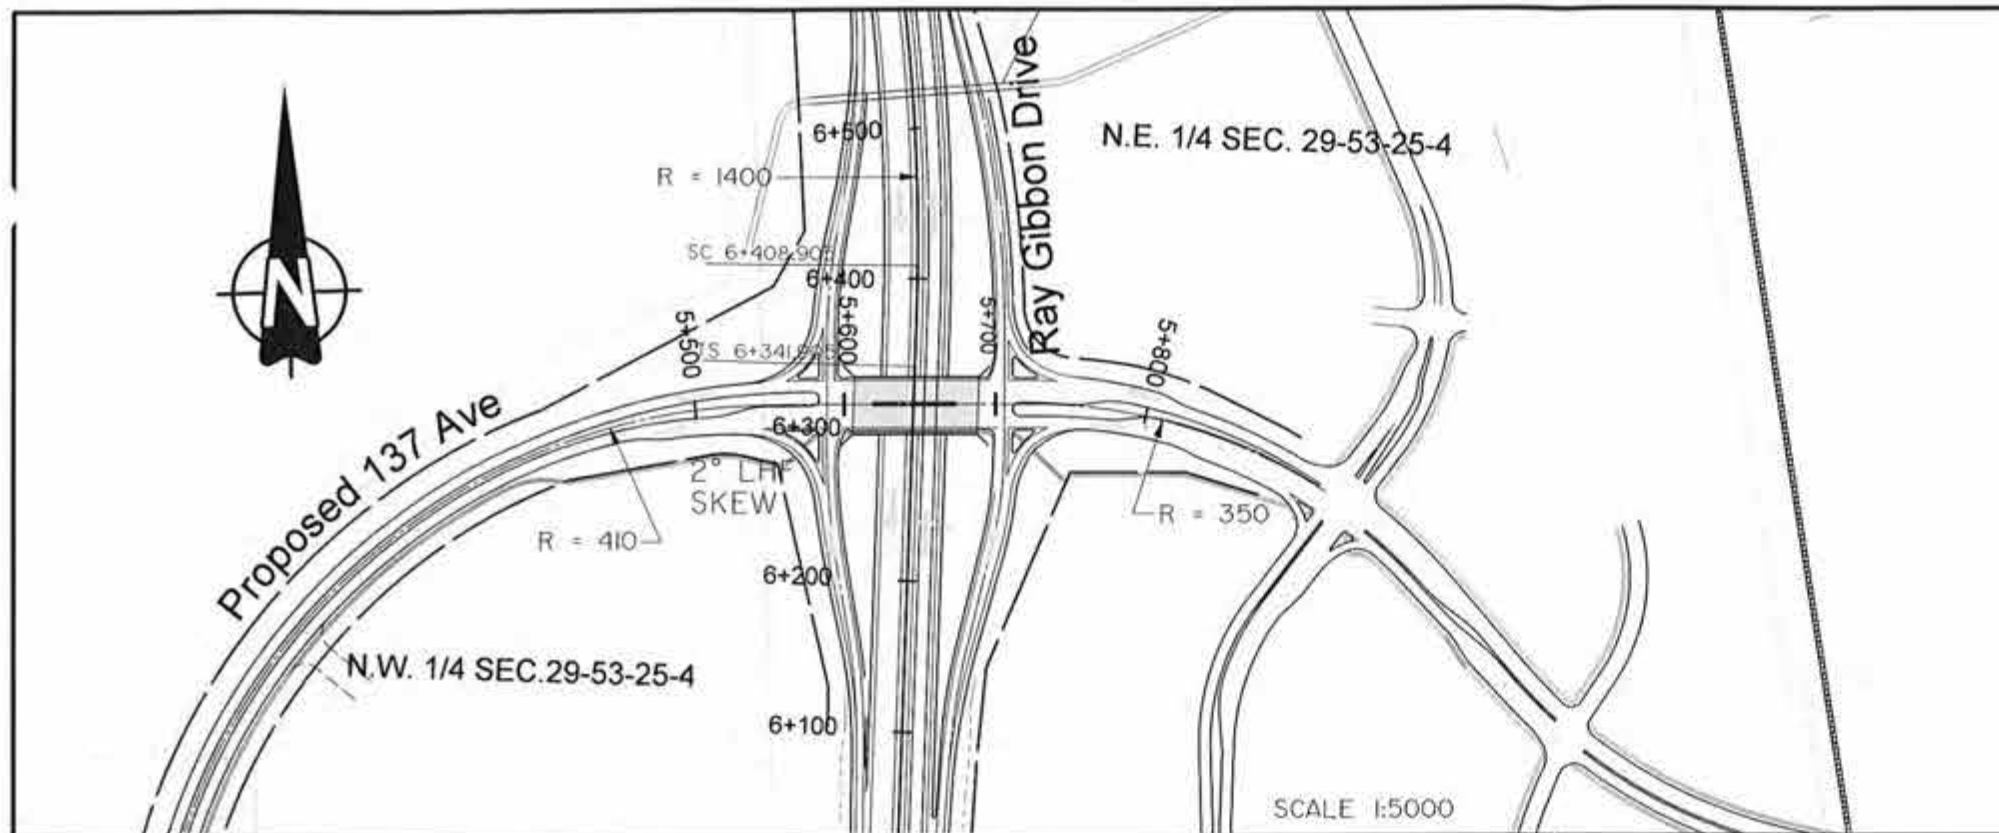 6+500
Ray Gibbon Drive
N.E. 1/4 SEC. 29-53-25-4
R = 1400
N
SC 6+408.905
6+400
5+500
5+600
5+700
5+800
TS 6+341.905
Proposed 137 Ave
6+300
2° LHF
SKEW
R = 410
R = 350
6+200
N.W. 1/4 SEC.29-53-25-4
6+100
SCALE 1:5000